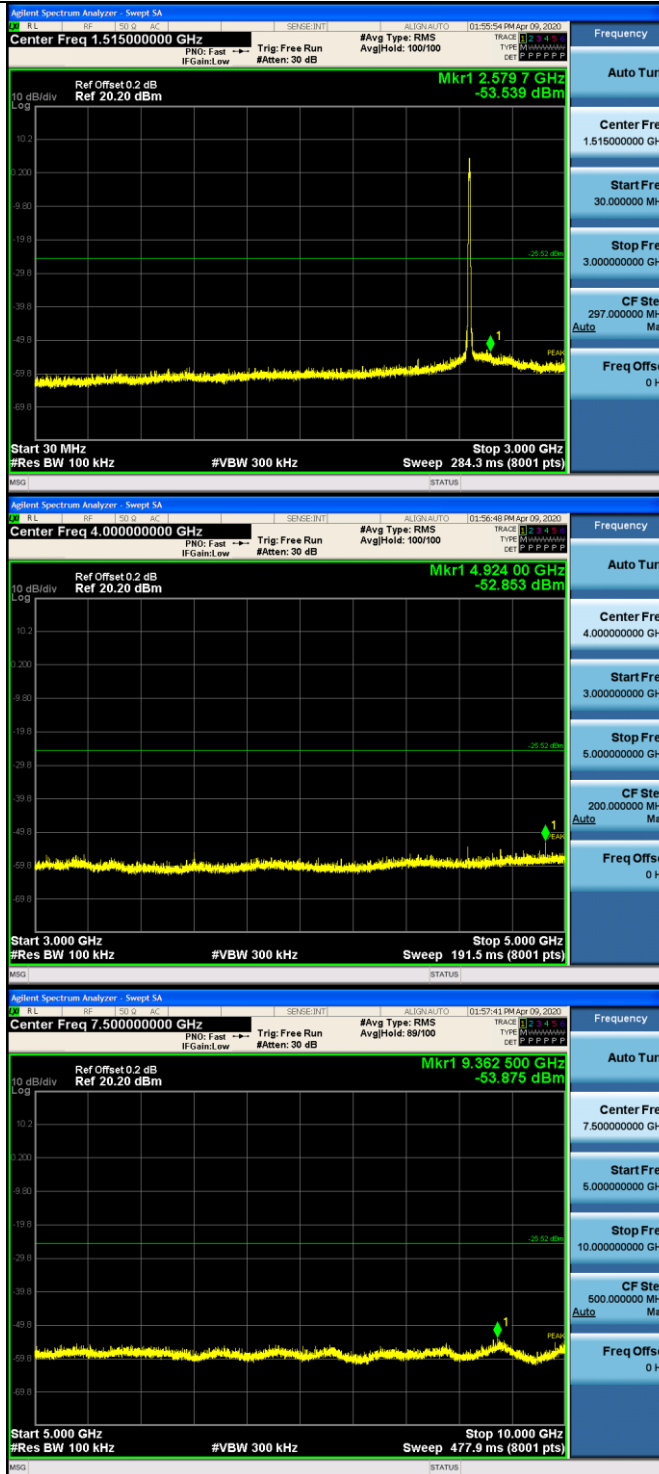 Agilent Spectrum Analyzer - Swept SA
RL RF 50 Ω AC SENSE:INT ALIGNAUTO 01:55:54 PM Apr 09, 2020
Center Freq 1.515000000 GHz
PNO: Fast
IFGain:Low
Trig: Free Run
#Atten: 30 dB
#Avg Type: RMS
Avg|Hold: 100/100
TRACE 1 2 3 4 5 6
TYPE M
DET P P P P P P
Ref Offset 0.2 dB
Ref 20.20 dBm
Mkr1 2.579 7 GHz
-53.539 dBm
10 dB/div
Log
10.2
0.200
-9.80
-19.8
-25.52 dBm
-29.8
-39.8
-49.8
1
PEAK
-59.8
-69.8
Start 30 MHz
Stop 3.000 GHz
#Res BW 100 kHz
#VBW 300 kHz
Sweep 284.3 ms (8001 pts)
MSG
STATUS
Frequency
Auto Tun
Center Fre
1.515000000 GH
Start Fre
30.000000 MH
Stop Fre
3.000000000 GH
CF Ste
297.000000 MH
Auto Ma
Freq Offse
0 H
Agilent Spectrum Analyzer - Swept SA
RL RF 50 Ω AC SENSE:INT ALIGNAUTO 01:56:48 PM Apr 09, 2020
Center Freq 4.000000000 GHz
PNO: Fast
IFGain:Low
Trig: Free Run
#Atten: 30 dB
#Avg Type: RMS
Avg|Hold: 100/100
TRACE 1 2 3 4 5 6
TYPE M
DET P P P P P P
Ref Offset 0.2 dB
Ref 20.20 dBm
Mkr1 4.924 00 GHz
-52.853 dBm
10 dB/div
Log
10.2
0.200
-9.80
-19.8
-25.52 dBm
-29.8
-39.8
-49.8
1
PEAK
-59.8
-69.8
Start 3.000 GHz
Stop 5.000 GHz
#Res BW 100 kHz
#VBW 300 kHz
Sweep 191.5 ms (8001 pts)
MSG
STATUS
Frequency
Auto Tun
Center Fre
4.000000000 GH
Start Fre
3.000000000 GH
Stop Fre
5.000000000 GH
CF Ste
200.000000 MH
Auto Ma
Freq Offse
0 H
Agilent Spectrum Analyzer - Swept SA
RL RF 50 Ω AC SENSE:INT ALIGNAUTO 01:57:41 PM Apr 09, 2020
Center Freq 7.500000000 GHz
PNO: Fast
IFGain:Low
Trig: Free Run
#Atten: 30 dB
#Avg Type: RMS
Avg|Hold: 89/100
TRACE 1 2 3 4 5 6
TYPE M
DET P P P P P P
Ref Offset 0.2 dB
Ref 20.20 dBm
Mkr1 9.362 500 GHz
-53.875 dBm
10 dB/div
Log
10.2
0.200
-9.80
-19.8
-25.52 dBm
-29.8
-39.8
-49.8
1
PEAK
-59.8
-69.8
Start 5.000 GHz
Stop 10.000 GHz
#Res BW 100 kHz
#VBW 300 kHz
Sweep 477.9 ms (8001 pts)
MSG
STATUS
Frequency
Auto Tun
Center Fre
7.500000000 GH
Start Fre
5.000000000 GH
Stop Fre
10.000000000 GH
CF Ste
500.000000 MH
Auto Ma
Freq Offse
0 H